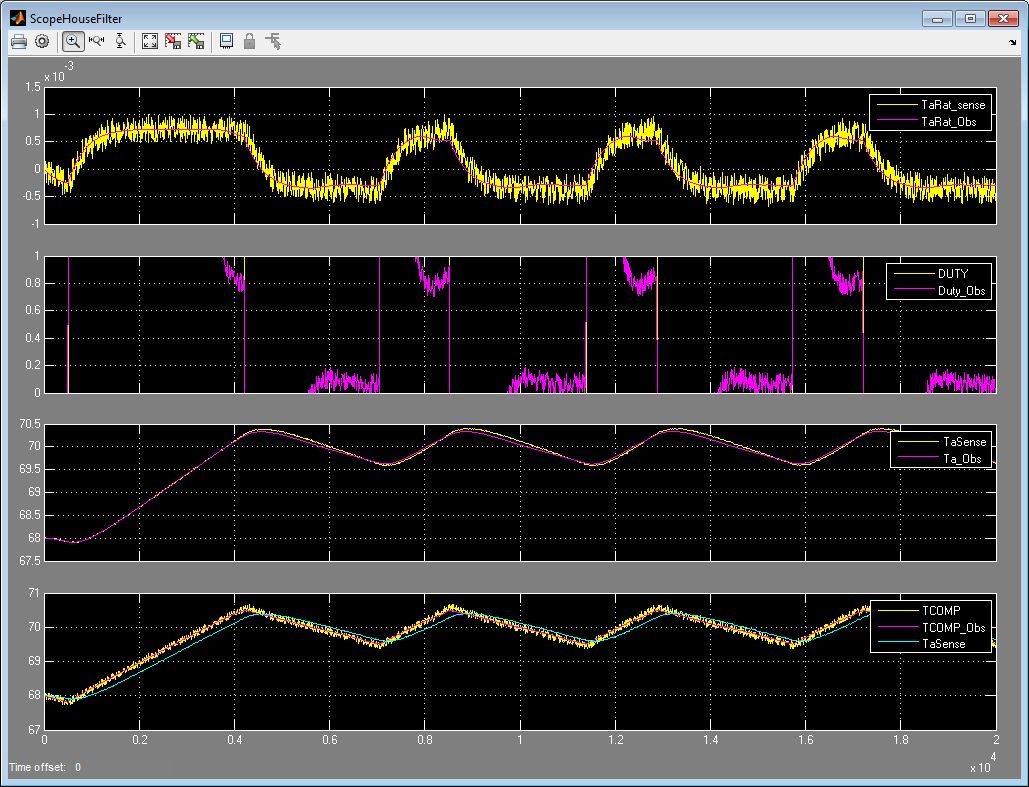 ScopeHouseFilter
x 10
-3
1.5
1
0.5
0
-0.5
-1
TaRat_sense
TaRat_Obs
1
0.8
0.6
0.4
0.2
0
DUTY
Duty_Obs
70.5
70
69.5
69
68.5
68
67.5
TaSense
Ta_Obs
71
70
69
68
67
TCOMP
TCOMP_Obs
TaSense
0 0.2 0.4 0.6 0.8 1 1.2 1.4 1.6 1.8 2
x 10
4
Time offset: 0